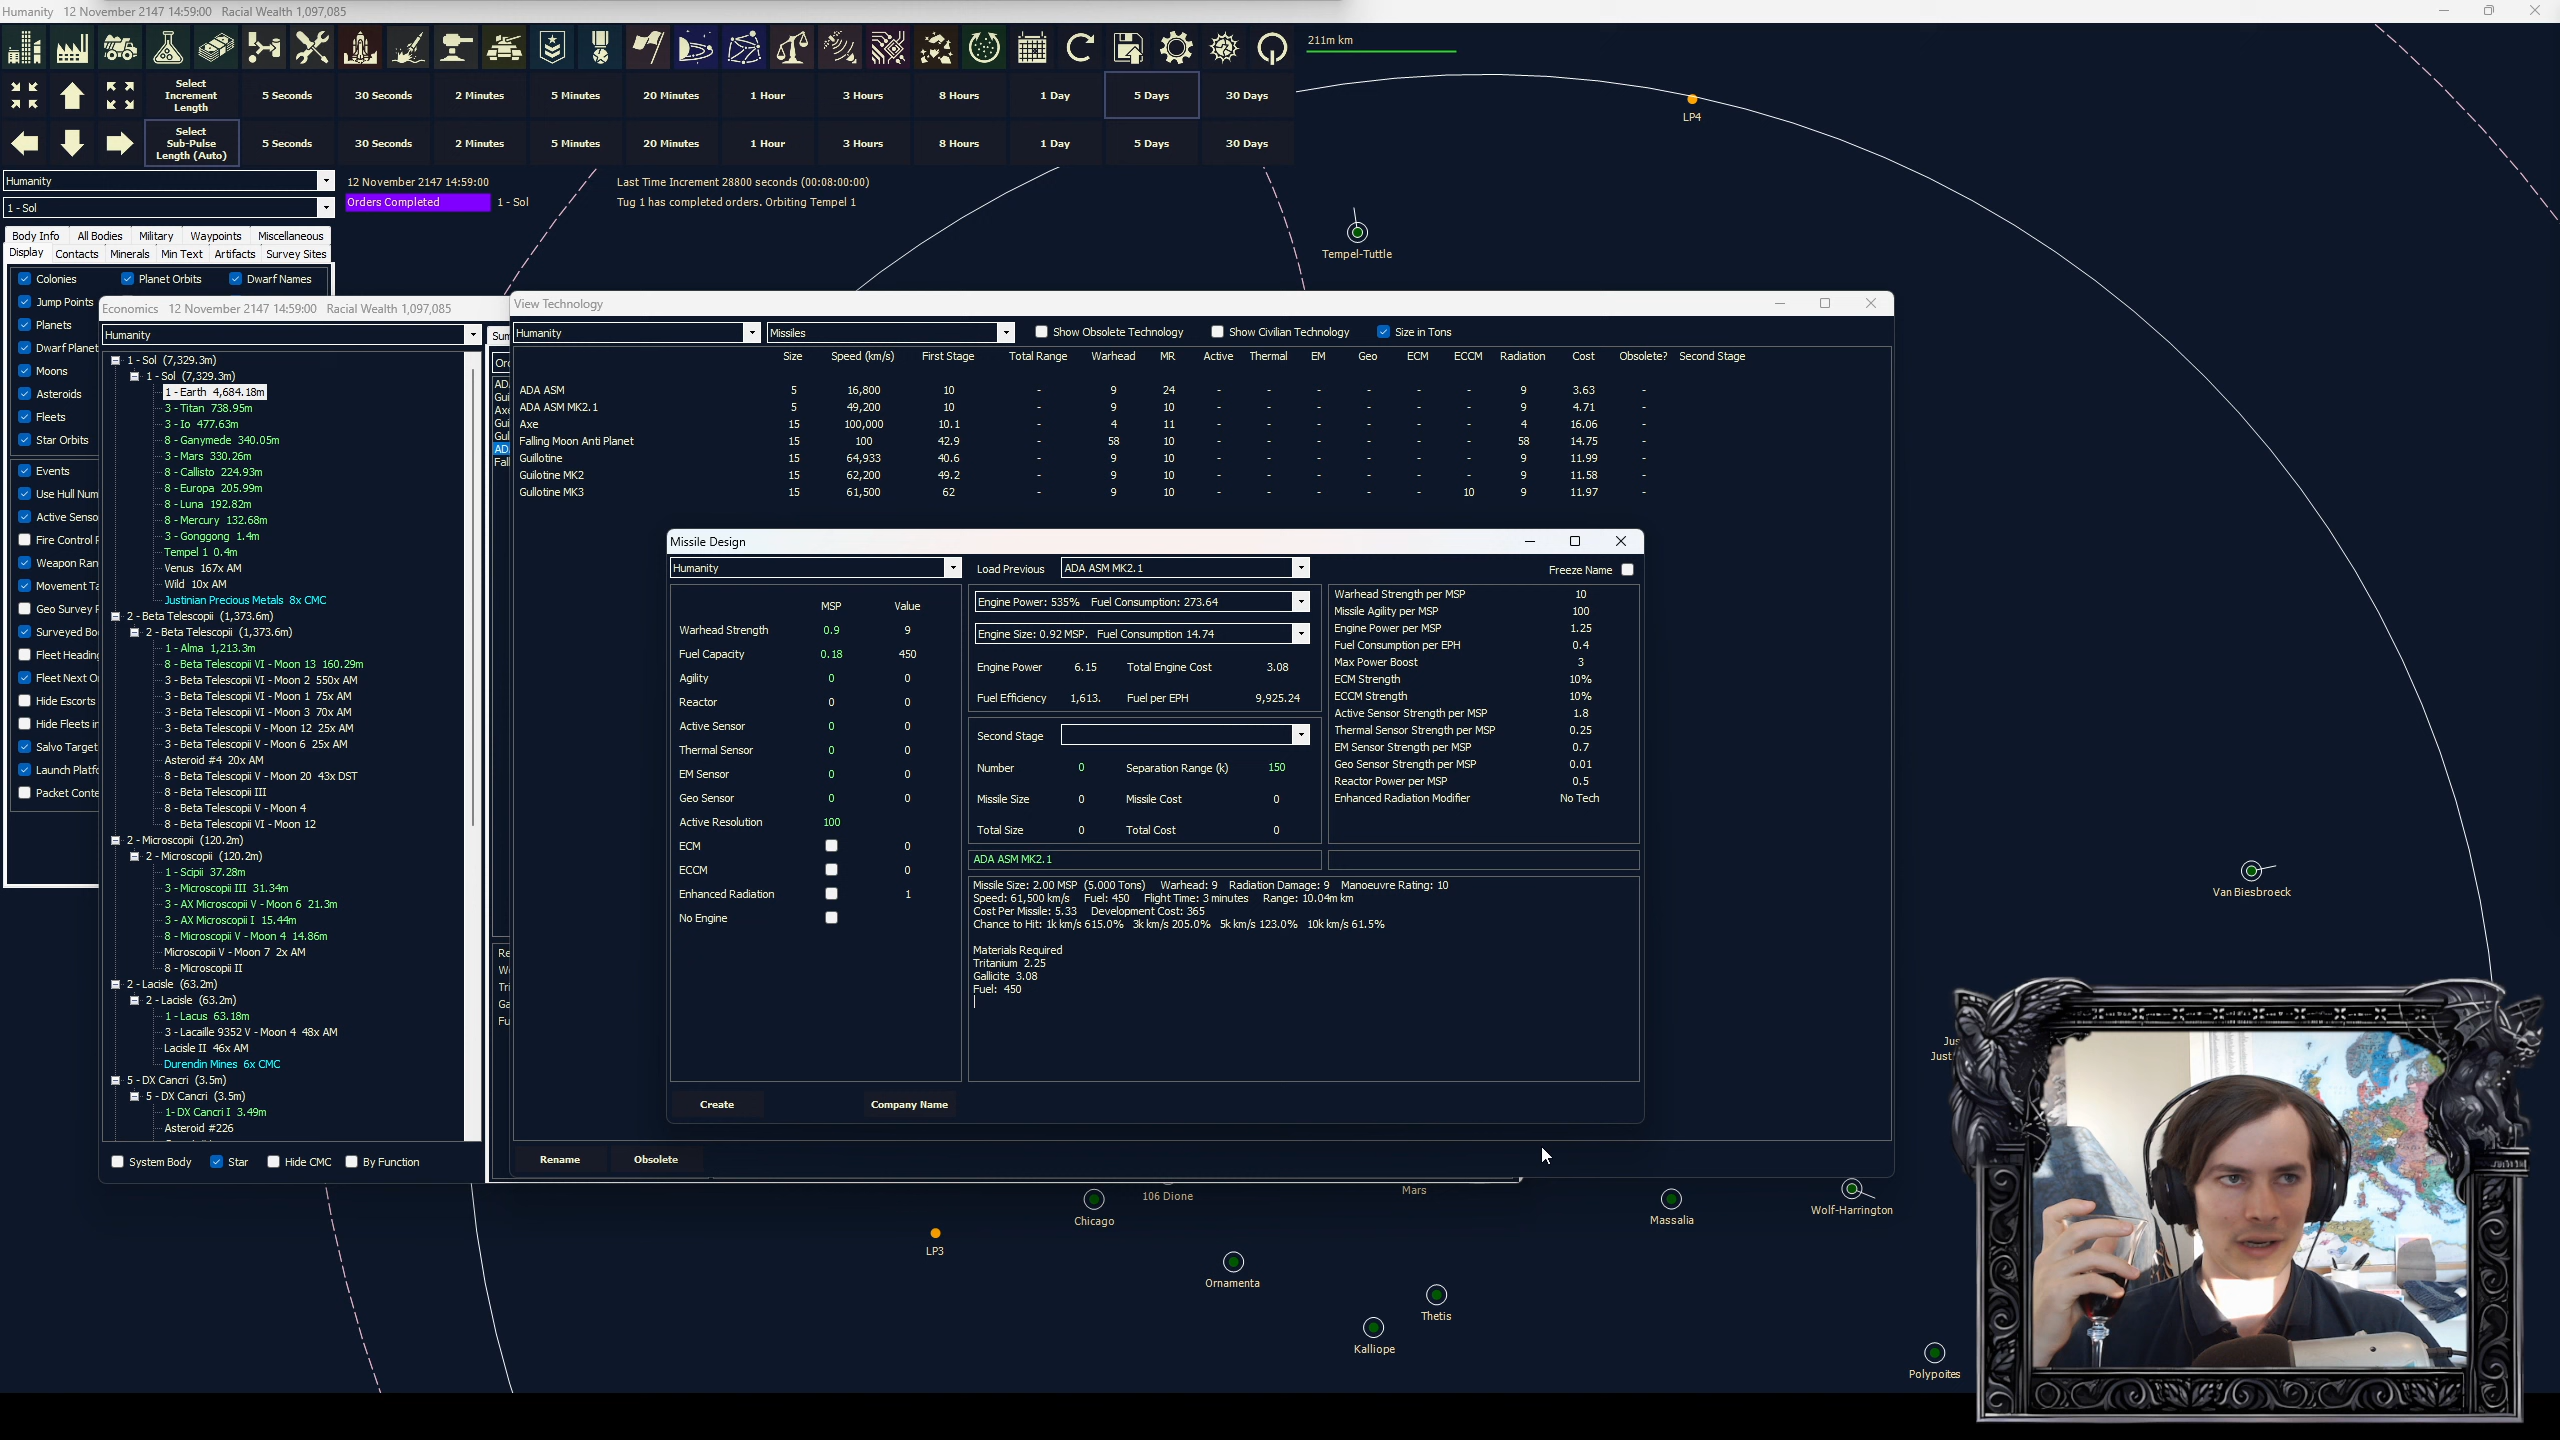 Humanity 12 November 2147 14:59:00 Racial Wealth 1,097,085
211m km
Select Increment Length 5 Seconds 30 Seconds 2 Minutes 5 Minutes 20 Minutes 1 Hour 3 Hours 8 Hours 1 Day 5 Days 30 Days
Select Sub-Pulse Length (Auto) 5 Seconds 30 Seconds 2 Minutes 5 Minutes 20 Minutes 1 Hour 3 Hours 8 Hours 1 Day 5 Days 30 Days
LP4
Humanity 12 November 2147 14:59:00 Last Time Increment 28800 seconds (00:08:00:00)
1 - Sol Orders Completed 1 - Sol Tug 1 has completed orders. Orbiting Tempel 1
Body Info All Bodies Military Waypoints Miscellaneous
Display Contacts Minerals Min Text Artifacts Survey Sites
Colonies Planet Orbits Dwarf Names
Jump Points
Planets
Dwarf Planet
Moons
Asteroids
Fleets
Star Orbits
Events
Use Hull Num
Active Senso
Fire Control
Weapon Ran
Movement Ta
Geo Survey
Surveyed Bo
Fleet Heading
Fleet Next O
Hide Escorts
Hide Fleets in
Salvo Target
Launch Platfo
Packet Conte
Tempel-Tuttle
Economics 12 November 2147 14:59:00 Racial Wealth 1,097,085
Humanity
1 - Sol (7,329.3m)
1 - Sol (7,329.3m)
1 - Earth 4,684.18m
3 - Titan 738.95m
3 - Io 477.63m
8 - Ganymede 340.05m
3 - Mars 330.26m
8 - Callisto 224.93m
8 - Europa 205.99m
8 - Luna 192.82m
8 - Mercury 132.68m
3 - Gonggong 1.4m
Tempel 1 0.4m
Venus 167x AM
Wild 10x AM
Justinian Precious Metals 8x CMC
2 - Beta Telescopii (1,373.6m)
2 - Beta Telescopii (1,373.6m)
1 - Alma 1,213.3m
8 - Beta Telescopii VI - Moon 13 160.29m
3 - Beta Telescopii VI - Moon 2 550x AM
3 - Beta Telescopii VI - Moon 1 75x AM
3 - Beta Telescopii VI - Moon 3 70x AM
3 - Beta Telescopii VI - Moon 12 25x AM
3 - Beta Telescopii V - Moon 6 25x AM
Asteroid #4 20x AM
8 - Beta Telescopii V - Moon 20 43x DST
8 - Beta Telescopii III
8 - Beta Telescopii V - Moon 4
8 - Beta Telescopii VI - Moon 12
2 - Microscopii (120.2m)
2 - Microscopii (120.2m)
1 - Scipii 37.28m
3 - Microscopii III 31.34m
3 - AX Microscopii V - Moon 6 21.3m
3 - AX Microscopii I 15.44m
8 - Microscopii V - Moon 4 14.86m
Microscopii V - Moon 7 2x AM
8 - Microscopii II
2 - Lacisle (63.2m)
2 - Lacisle (63.2m)
1 - Lacus 63.18m
3 - Lacaille 9352 V - Moon 4 48x AM
Lacisle II 46x AM
Durendin Mines 6x CMC
5 - DX Cancri (3.5m)
5 - DX Cancri (3.5m)
1- DX Cancri I 3.49m
Asteroid #226
System Body Star Hide CMC By Function
View Technology
Humanity Missiles Show Obsolete Technology Show Civilian Technology Size in Tons
Size Speed (km/s) First Stage Total Range Warhead MR Active Thermal EM Geo ECM ECCM Radiation Cost Obsolete? Second Stage
ADA ASM 5 16,800 10 - 9 24 - - - - - - 9 3.63 -
ADA ASM MK2.1 5 49,200 10 - 9 10 - - - - - - 9 4.71 -
Axe 15 100,000 10.1 - 4 11 - - - - - - 4 16.06 -
Falling Moon Anti Planet 15 100 42.9 - 58 10 - - - - - - 58 14.75 -
Guillotine 15 64,933 40.6 - 9 10 - - - - - - 9 11.99 -
Guilotine MK2 15 62,200 49.2 - 9 10 - - - - - - 9 11.58 -
Gullotine MK3 15 61,500 62 - 9 10 - - - - - 10 9 11.97 -
Rename Obsolete
Missile Design
Humanity Load Previous ADA ASM MK2.1 Freeze Name
MSP Value
Warhead Strength 0.9 9
Fuel Capacity 0.18 450
Agility 0 0
Reactor 0 0
Active Sensor 0 0
Thermal Sensor 0 0
EM Sensor 0 0
Geo Sensor 0 0
Active Resolution 100
ECM 0
ECCM 0
Enhanced Radiation 1
No Engine
Engine Power: 535% Fuel Consumption: 273.64
Engine Size: 0.92 MSP. Fuel Consumption 14.74
Engine Power 6.15 Total Engine Cost 3.08
Fuel Efficiency 1,613. Fuel per EPH 9,925.24
Second Stage
Number 0 Separation Range (k) 150
Missile Size 0 Missile Cost 0
Total Size 0 Total Cost 0
Warhead Strength per MSP 10
Missile Agility per MSP 100
Engine Power per MSP 1.25
Fuel Consumption per EPH 0.4
Max Power Boost 3
ECM Strength 10%
ECCM Strength 10%
Active Sensor Strength per MSP 1.8
Thermal Sensor Strength per MSP 0.25
EM Sensor Strength per MSP 0.7
Geo Sensor Strength per MSP 0.01
Reactor Power per MSP 0.5
Enhanced Radiation Modifier No Tech
ADA ASM MK2.1
Missile Size: 2.00 MSP (5.000 Tons) Warhead: 9 Radiation Damage: 9 Manoeuvre Rating: 10
Speed: 61,500 km/s Fuel: 450 Flight Time: 3 minutes Range: 10.04m km
Cost Per Missile: 5.33 Development Cost: 365
Chance to Hit: 1k km/s 615.0% 3k km/s 205.0% 5k km/s 123.0% 10k km/s 61.5%
Materials Required
Tritanium 2.25
Gallicite 3.08
Fuel: 450
Create Company Name
Van Biesbroeck
106 Dione
Mars
Chicago
Massalia
Wolf-Harrington
LP3
Ornamenta
Thetis
Kalliope
Polypoites